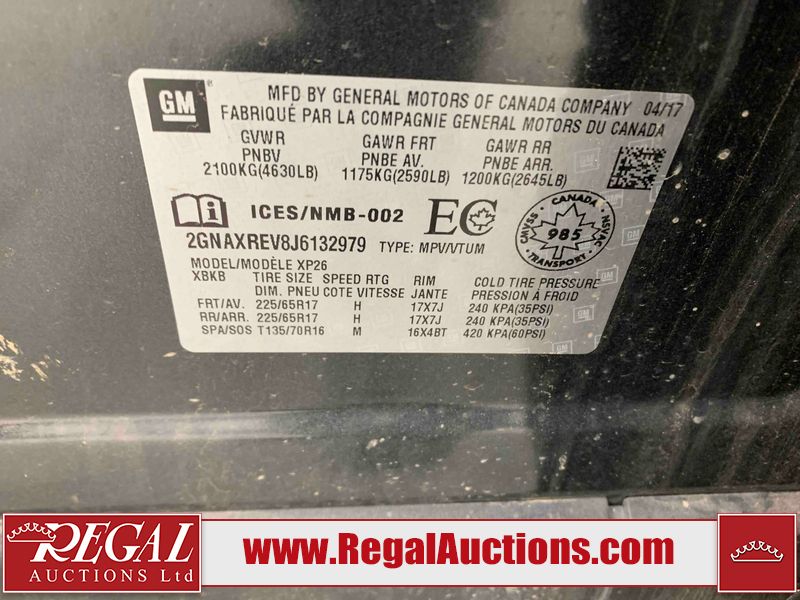 GM
MFD BY GENERAL MOTORS OF CANADA COMPANY 04/17
FABRIQUÉ PAR LA COMPAGNIE GENERAL MOTORS DU CANADA
GVWR GAWR FRT GAWR RR
PNBV PNBE AV. PNBE ARR.
2100KG(4630LB) 1175KG(2590LB) 1200KG(2645LB)
ICES/NMB-002 EC
CANADA
CMVSS 985 NSVAC
TRANSPORT
2GNAXREV8J6132979 TYPE: MPV/VTUM
MODEL/MODÈLE XP26
XBKB TIRE SIZE SPEED RTG RIM COLD TIRE PRESSURE
DIM. PNEU COTE VITESSE JANTE PRESSION À FROID
FRT/AV. 225/65R17 H 17X7J 240 KPA(35PSI)
RR/ARR. 225/65R17 H 17X7J 240 KPA(35PSI)
SPA/SOS T135/70R16 M 16X4BT 420 KPA(60PSI)
REGAL
AUCTIONS Ltd
www.RegalAuctions.com